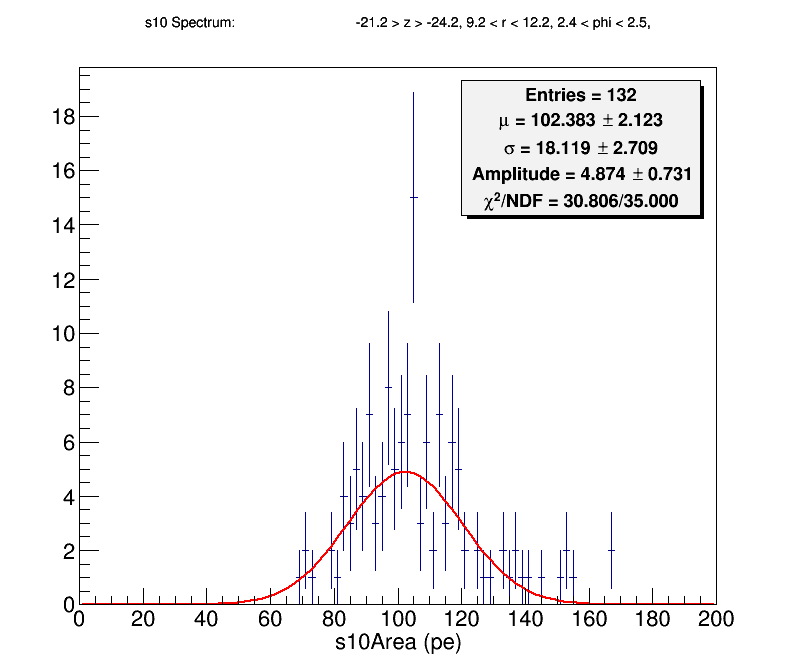 s10 Spectrum: -21.2 > z > -24.2, 9.2 < r < 12.2, 2.4 < phi < 2.5,
Entries = 132
μ = 102.383 ± 2.123
σ = 18.119 ± 2.709
Amplitude = 4.874 ± 0.731
χ²/NDF = 30.806/35.000
18
16
14
12
10
8
6
4
2
0
0 20 40 60 80 100 120 140 160 180 200
s10Area (pe)